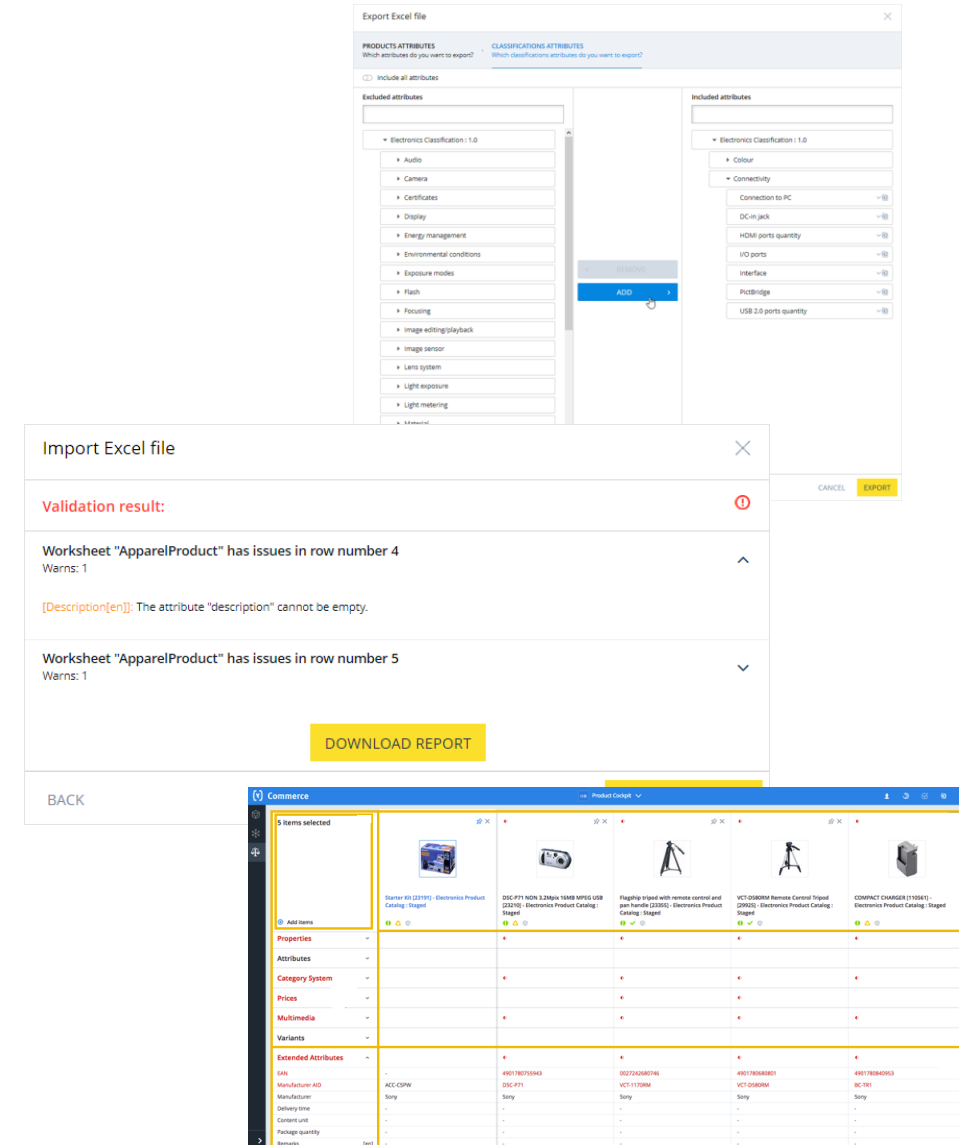 Export Excel file
PRODUCTS ATTRIBUTES
Which attributes do you want to export?
CLASSIFICATIONS ATTRIBUTES
Which classifications attributes do you want to export?
Include all attributes
Excluded attributes
Included attributes
Electronics Classification : 1.0
Audio
Camera
Certificates
Display
Energy management
Environmental conditions
Exposure modes
Flash
Focusing
Image editing/playback
Image sensor
Lens system
Light exposure
Light metering
Material
REMOVE
ADD
Electronics Classification : 1.0
Colour
Connectivity
Connection to PC
DC-in jack
HDMI ports quantity
I/O ports
Interface
PictBridge
USB 2.0 ports quantity
CANCEL
EXPORT
Import Excel file
Validation result:
Worksheet "ApparelProduct" has issues in row number 4
Warns: 1
[Description[en]]: The attribute "description" cannot be empty.
Worksheet "ApparelProduct" has issues in row number 5
Warns: 1
DOWNLOAD REPORT
BACK
Commerce
Product Cockpit
5 items selected
Add items
Starter Kit [23191] - Electronics Product
Catalog : Staged
DSC-P71 NON 3.2Mpix 16MB MPEG USB
[23210] - Electronics Product Catalog :
Staged
Flagship tripod with remote control and
pan handle [23355] - Electronics Product
Catalog : Staged
VCT-D580RM Remote Control Tripod
[29925] - Electronics Product Catalog :
Staged
COMPACT CHARGER [110561] -
Electronics Product Catalog : Staged
Properties
Attributes
Category System
Prices
Multimedia
Variants
Extended Attributes
EAN - 4901780755943 0027242680746 4901780680801 4901780840953
Manufacturer AID ACC-CSPW DSC-P71 VCT-1170RM VCT-D580RM BC-TR1
Manufacturer Sony Sony Sony Sony Sony
Delivery time - - - - -
Content unit - - - - -
Package quantity - - - - -
Remarks [en] - - - - -